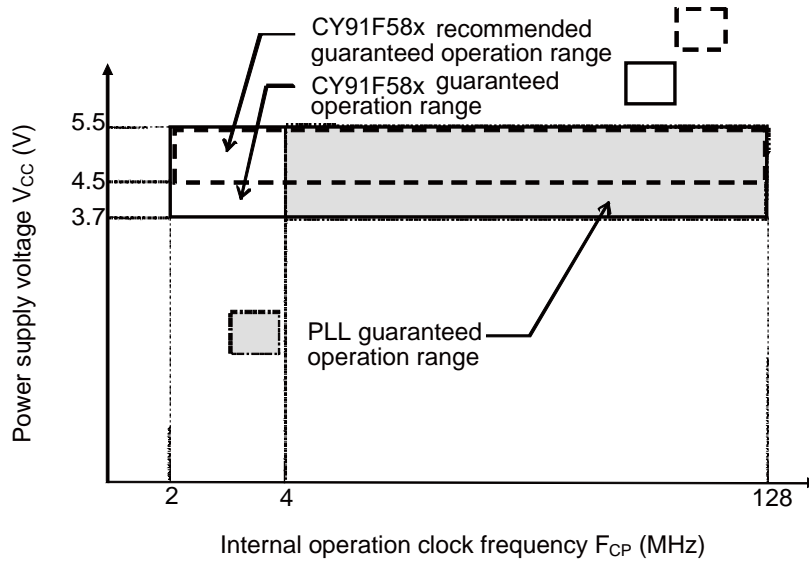 CY91F58x recommended
guaranteed operation range
CY91F58x guaranteed
operation range
Power supply voltage VCC (V)
5.5
4.5
3.7
PLL guaranteed
operation range
2
4
128
Internal operation clock frequency FCP (MHz)